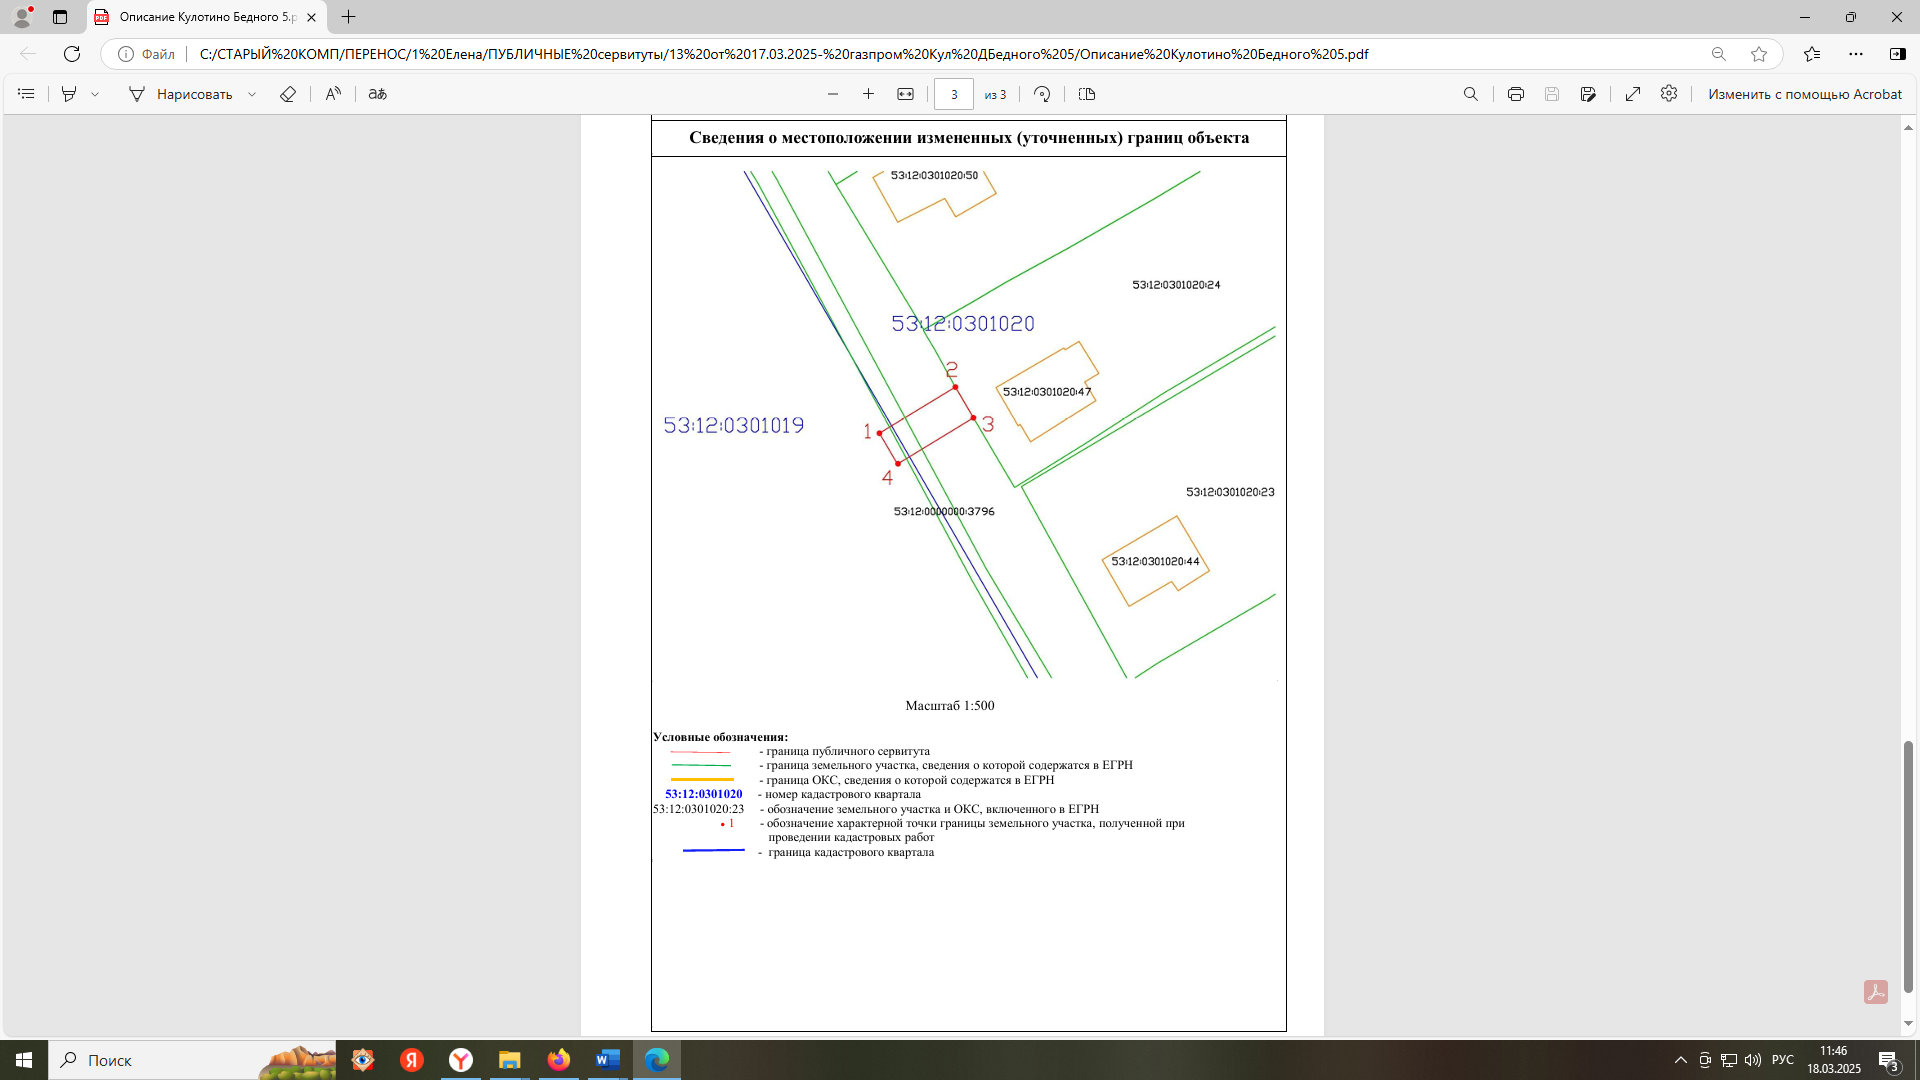 Описание Кулотино Бедного 5.p
Файл
C:/СТАРЫЙ%20КОМП/ПЕРЕНОС/1%20Елена/ПУБЛИЧНЫЕ%20сервитуты/13%20от%2017.03.2025-%20газпром%20Кул%20ДБедного%205/Описание%20Кулотино%20Бедного%205.pdf
Нарисовать
аあ
3 из 3
Изменить с помощью Acrobat
Сведения о местоположении измененных (уточненных) границ объекта
53:12:0301020:50
53:12:0301020:24
53:12:0301020
2
53:12:0301020:47
53:12:0301019
1
3
4
53:12:0301020:23
53:12:0000000:3796
53:12:0301020:44
Масштаб 1:500
Условные обозначения:
- граница публичного сервитута
- граница земельного участка, сведения о которой содержатся в ЕГРН
- граница ОКС, сведения о которой содержатся в ЕГРН
53:12:0301020 - номер кадастрового квартала
53:12:0301020:23 - обозначение земельного участка и ОКС, включенного в ЕГРН
1 - обозначение характерной точки границы земельного участка, полученной при
проведении кадастровых работ
- граница кадастрового квартала
Поиск
РУС
11:46
18.03.2025
3